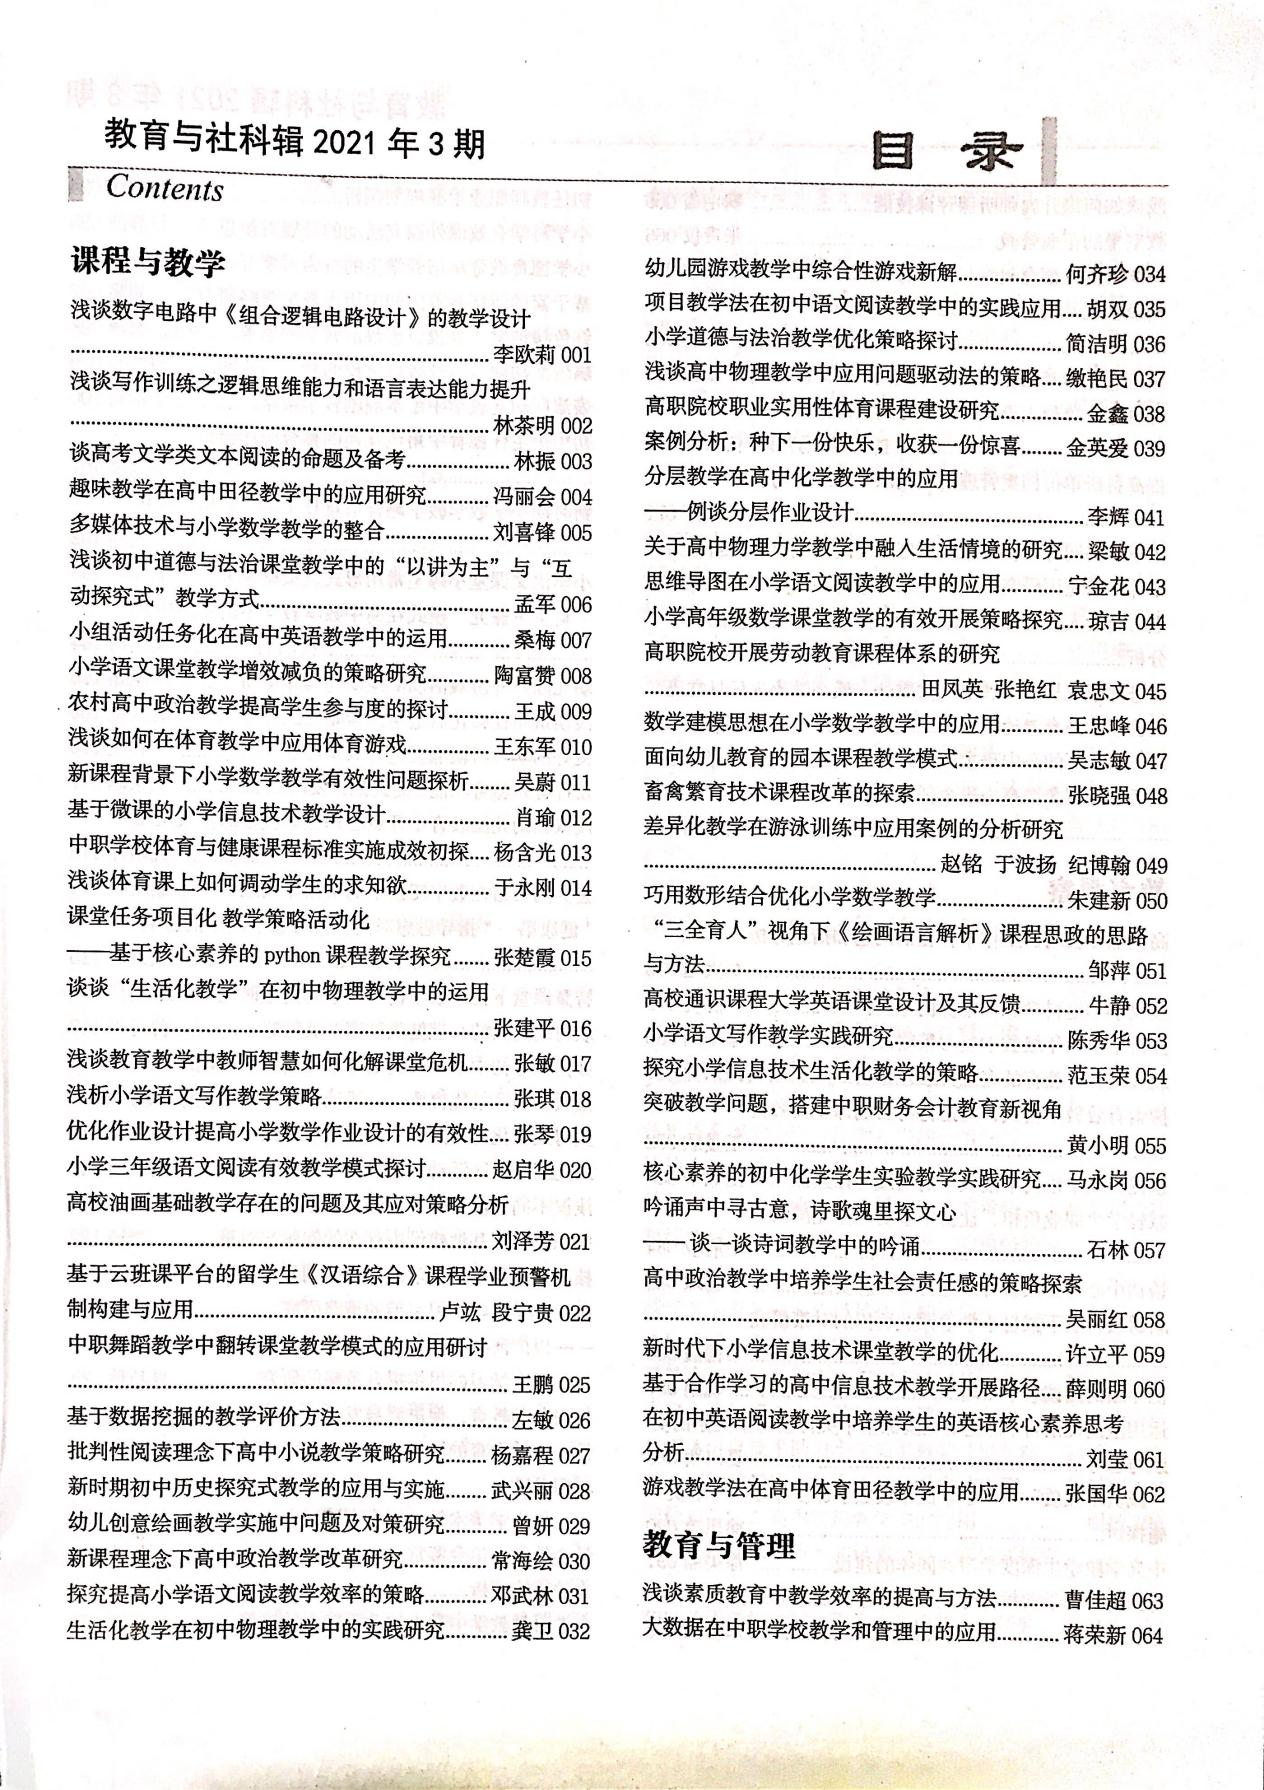 教育与社科辑 2021 年 3 期
目 录
Contents
课程与教学
浅谈数字电路中《组合逻辑电路设计》的教学设计
........................................ 李欧莉 001
浅谈写作训练之逻辑思维能力和语言表达能力提升
........................................ 林茶明 002
谈高考文学类文本阅读的命题及备考.................... 林振 003
趣味教学在高中田径教学中的应用研究............ 冯丽会 004
多媒体技术与小学数学教学的整合.................... 刘喜锋 005
浅谈初中道德与法治课堂教学中的“以讲为主”与“互
动探究式”教学方式........................................ 孟军 006
小组活动任务化在高中英语教学中的运用............ 桑梅 007
小学语文课堂教学增效减负的策略研究............ 陶富赞 008
农村高中政治教学提高学生参与度的探讨............ 王成 009
浅谈如何在体育教学中应用体育游戏................ 王东军 010
新课程背景下小学数学教学有效性问题探析........ 吴蔚 011
基于微课的小学信息技术教学设计........................ 肖瑜 012
中职学校体育与健康课程标准实施成效初探.... 杨含光 013
浅谈体育课上如何调动学生的求知欲................ 于永刚 014
课堂任务项目化 教学策略活动化
——基于核心素养的 python 课程教学探究....... 张楚霞 015
谈谈“生活化教学”在初中物理教学中的运用
........................................ 张建平 016
浅谈教育教学中教师智慧如何化解课堂危机........ 张敏 017
浅析小学语文写作教学策略.................................... 张琪 018
优化作业设计提高小学数学作业设计的有效性.... 张琴 019
小学三年级语文阅读有效教学模式探讨............ 赵启华 020
高校油画基础教学存在的问题及其应对策略分析
........................................ 刘泽芳 021
基于云班课平台的留学生《汉语综合》课程学业预警机
制构建与应用........................................ 卢竑 段宁贵 022
中职舞蹈教学中翻转课堂教学模式的应用研讨
........................................ 王鹏 025
基于数据挖掘的教学评价方法................................ 左敏 026
批判性阅读理念下高中小说教学策略研究........ 杨嘉程 027
新时期初中历史探究式教学的应用与实施........ 武兴丽 028
幼儿创意绘画教学实施中问题及对策研究............ 曾妍 029
新课程理念下高中政治教学改革研究................ 常海绘 030
探究提高小学语文阅读教学效率的策略............ 邓武林 031
生活化教学在初中物理教学中的实践研究............ 龚卫 032
幼儿园游戏教学中综合性游戏新解.................... 何齐珍 034
项目教学法在初中语文阅读教学中的实践应用.... 胡双 035
小学道德与法治教学优化策略探讨.................... 简洁明 036
浅谈高中物理教学中应用问题驱动法的策略.... 缴艳民 037
高职院校职业实用性体育课程建设研究................ 金鑫 038
案例分析：种下一份快乐，收获一份惊喜........ 金英爱 039
分层教学在高中化学教学中的应用
——例谈分层作业设计............................................ 李辉 041
关于高中物理力学教学中融入生活情境的研究.... 梁敏 042
思维导图在小学语文阅读教学中的应用............ 宁金花 043
小学高年级数学课堂教学的有效开展策略探究.... 琼吉 044
高职院校开展劳动教育课程体系的研究
........................................ 田凤英 张艳红 袁忠文 045
数学建模思想在小学数学教学中的应用............ 王忠峰 046
面向幼儿教育的园本课程教学模式.................... 吴志敏 047
畜禽繁育技术课程改革的探索............................ 张晓强 048
差异化教学在游泳训练中应用案例的分析研究
........................................ 赵铭 于波扬 纪博翰 049
巧用数形结合优化小学数学教学........................ 朱建新 050
“三全育人”视角下《绘画语言解析》课程思政的思路
与方法........................................ 邹萍 051
高校通识课程大学英语课堂设计及其反馈............ 牛静 052
小学语文写作教学实践研究................................ 陈秀华 053
探究小学信息技术生活化教学的策略................ 范玉荣 054
突破教学问题，搭建中职财务会计教育新视角
........................................ 黄小明 055
核心素养的初中化学学生实验教学实践研究.... 马永岗 056
吟诵声中寻古意，诗歌魂里探文心
—— 谈一谈诗词教学中的吟诵............................... 石林 057
高中政治教学中培养学生社会责任感的策略探索
........................................ 吴丽红 058
新时代下小学信息技术课堂教学的优化............ 许立平 059
基于合作学习的高中信息技术教学开展路径.... 薛则明 060
在初中英语阅读教学中培养学生的英语核心素养思考
分析........................................ 刘莹 061
游戏教学法在高中体育田径教学中的应用........ 张国华 062
教育与管理
浅谈素质教育中教学效率的提高与方法............ 曹佳超 063
大数据在中职学校教学和管理中的应用............ 蒋荣新 064